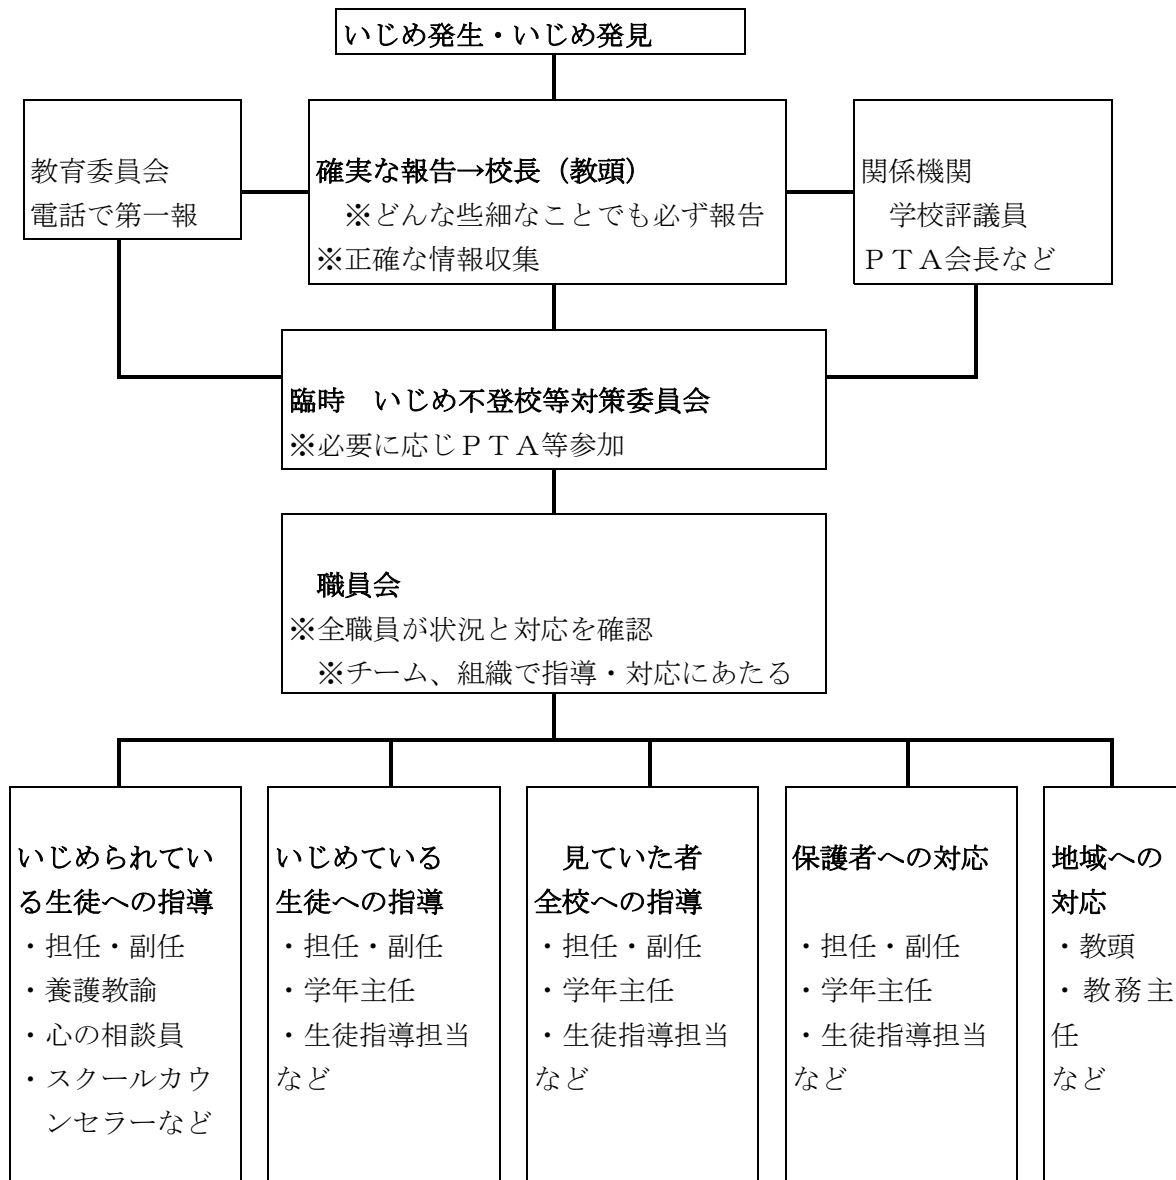 いじめ発生・いじめ発見
教育委員会
電話で第一報
確実な報告→校長（教頭）
※どんな些細なことでも必ず報告
※正確な情報収集
関係機関
学校評議員
ＰＴＡ会長など
臨時　いじめ不登校等対策委員会
※必要に応じＰＴＡ等参加
職員会
※全職員が状況と対応を確認
※チーム、組織で指導・対応にあたる
いじめられてい
る生徒への指導
・担任・副任
・養護教諭
・心の相談員
・スクールカウ
ンセラーなど
いじめている
生徒への指導
・担任・副任
・学年主任
・生徒指導担当
など
見ていた者
全校への指導
・担任・副任
・学年主任
・生徒指導担当
など
保護者への対応
・担任・副任
・学年主任
・生徒指導担当
など
地域への
対応
・教頭
・教務主
任
など